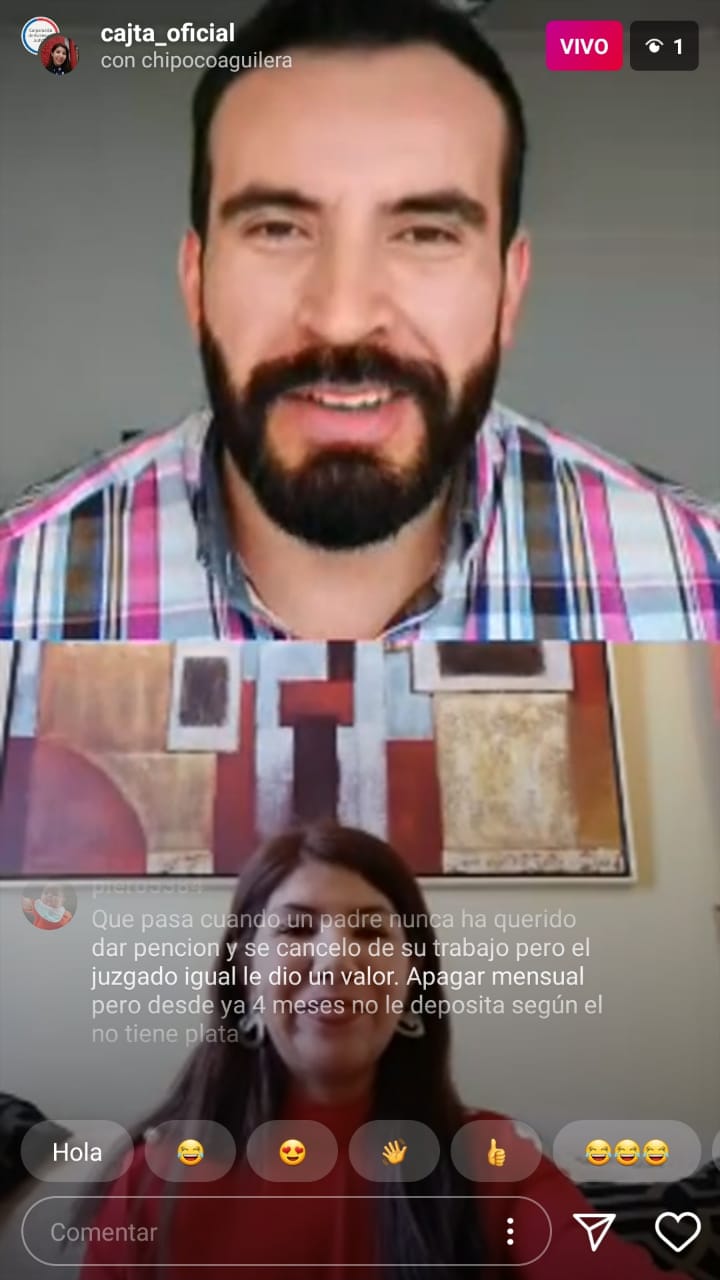 cajta_oficial
con chipocoaguilera
VIVO
1
Que pasa cuando un padre nunca ha querido
dar pencion y se cancelo de su trabajo pero el
juzgado igual le dio un valor. Apagar mensual
pero desde ya 4 meses no le deposita según el
no tiene plata
Hola
Comentar